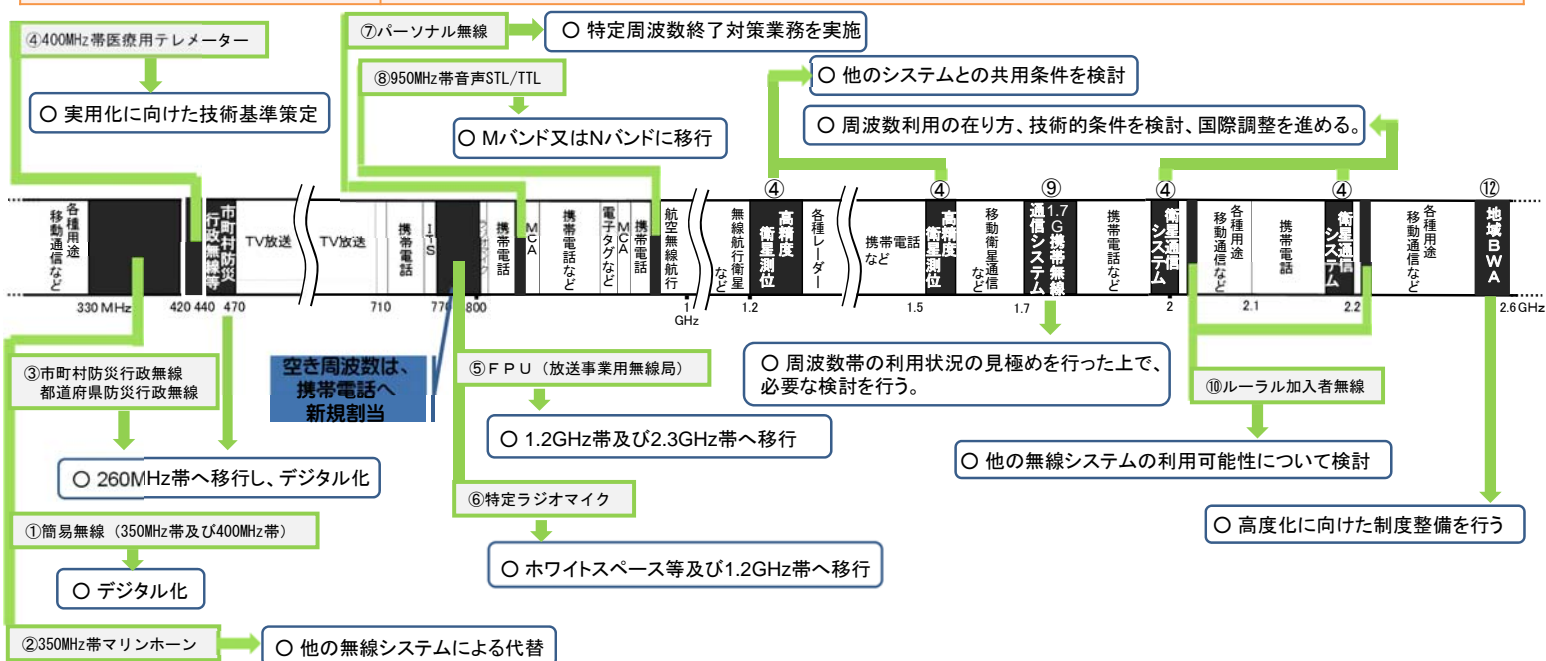 ⑦パーソナル無線
○ 特定周波数終了対策業務を実施
④400MHz帯医療用テレメーター
⑧950MHz帯音声STL/TTL
○ 他のシステムとの共用条件を検討
○ 実用化に向けた技術基準策定
○ Mバンド又はNバンドに移行
○ 周波数利用の在り方、技術的条件を検討、国際調整を進める。
④
④
⑨
④
④
⑫
各種用途
移動通信など
市町村防災
行政無線等
TV放送
TV放送
携帯電話
ITS
携帯電話
MCA
携帯電話など
電子タグなど
MCA
携帯電話
航空無線航行
無線航行衛星
など
高精度
衛星測位
各種レーダー
携帯電話
など
高精度
衛星測位
移動衛星通信
など
1.7G携帯無線
通信システム
携帯電話など
衛星通信
システム
各種用途
移動通信など
携帯電話
衛星通信
システム
各種用途
移動通信など
地域BWA
330 MHz
420
440
470
710
770
800
1
GHz
1.2
1.5
1.7
2
2.1
2.2
2.6 GHz
③市町村防災行政無線
都道府県防災行政無線
空き周波数は、
携帯電話へ
新規割当
⑤FPU（放送事業用無線局）
○ 周波数帯の利用状況の見極めを行った上で、
必要な検討を行う。
⑩ルーラル加入者無線
○ 1.2GHz帯及び2.3GHz帯へ移行
○ 260MHz帯へ移行し、デジタル化
○ 他の無線システムの利用可能性について検討
⑥特定ラジオマイク
①簡易無線（350MHz帯及び400MHz帯）
○ 高度化に向けた制度整備を行う
○ ホワイトスペース等及び1.2GHz帯へ移行
○ デジタル化
②350MHz帯マリンホーン
○ 他の無線システムによる代替